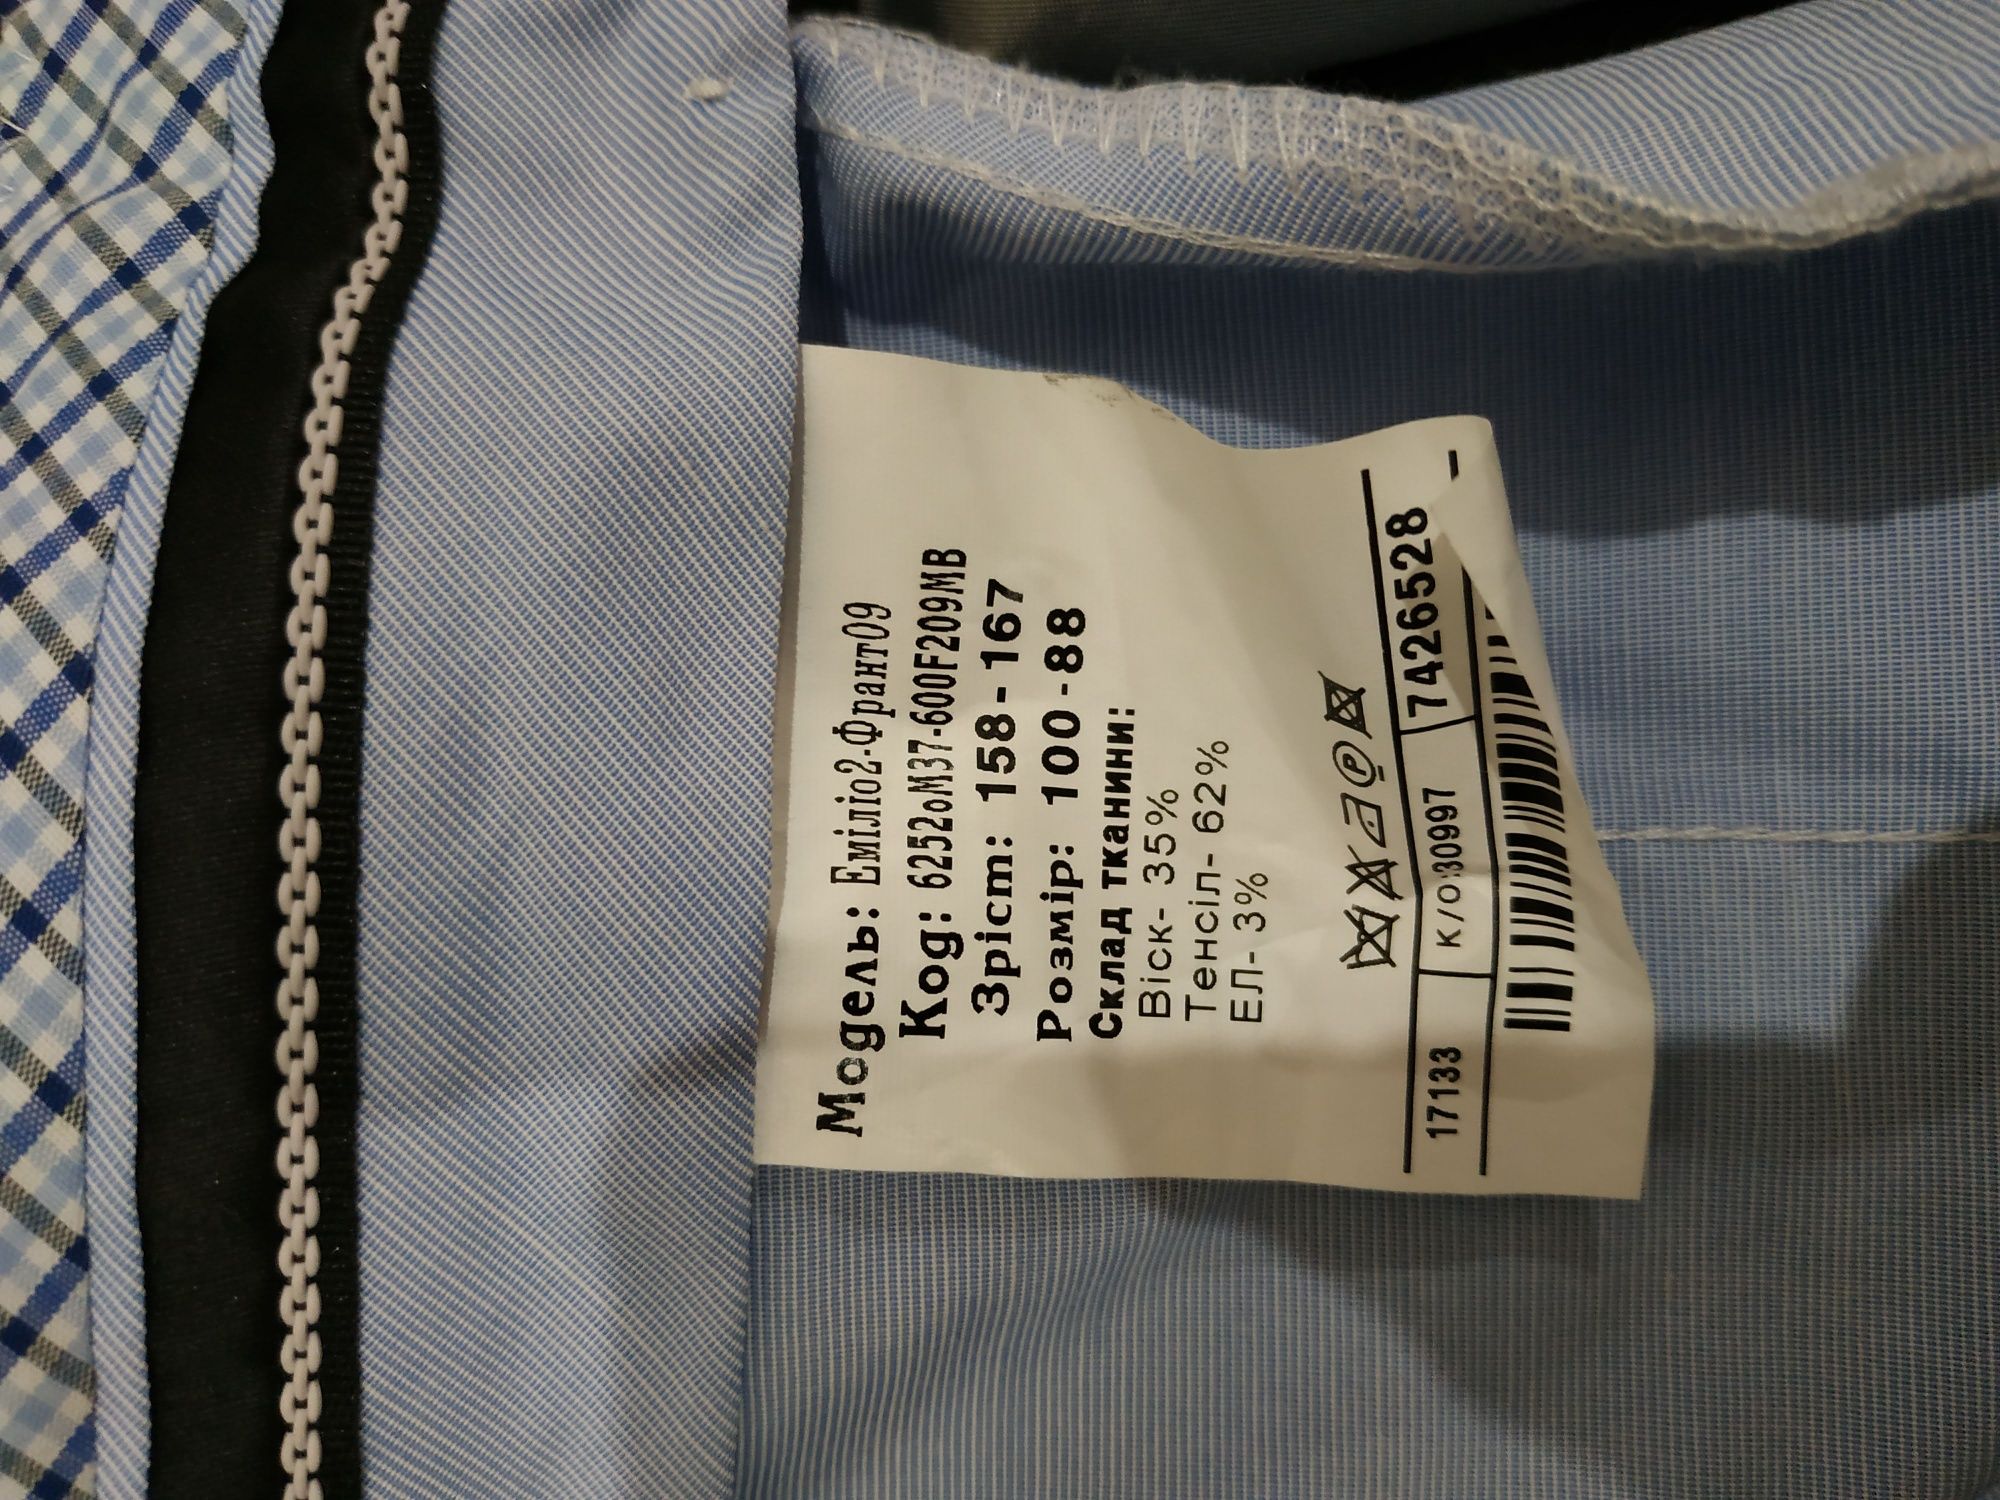 Модель: Еміліо2-Франт09
Код: 6252оМ37-600F209МВ
Зріст: 158-167
Розмір: 100-88
Склад тканини:
Віск- 35%
Тенсіл- 62%
ЕЛ- 3%
P
17133 К/О:30997 7426528